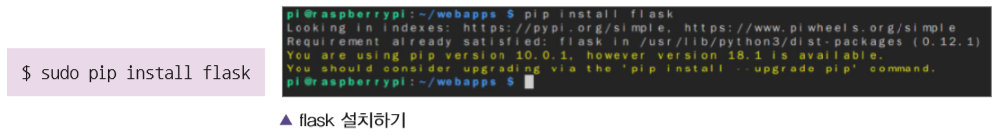 $ sudo pip install flask
pi@raspberrypi:~/webapps $ pip install flask
Looking in indexes: https://pypi.org/simple, https://www.piwheels.org/simple
Requirement already satisfied: flask in /usr/lib/python3/dist-packages (0.12.1)
You are using pip version 10.0.1, however version 18.1 is available.
You should consider upgrading via the 'pip install --upgrade pip' command.
pi@raspberrypi:~/webapps $
▲ flask 설치하기